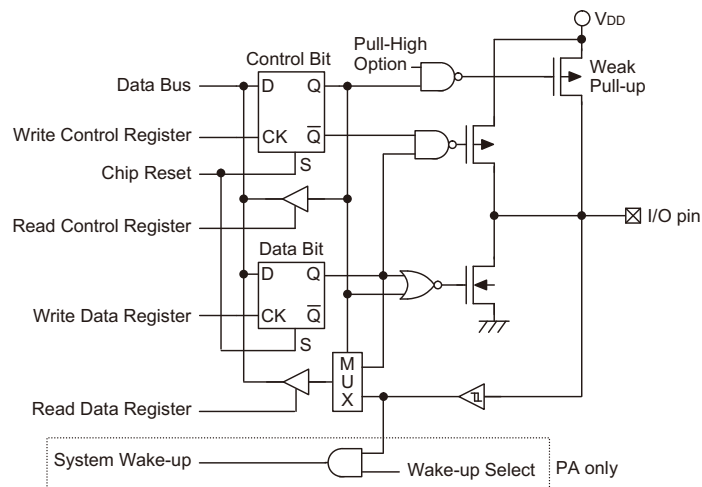 VDD
Control Bit
Pull-High
Option
Weak
Pull-up
Data Bus
D
Q
Write Control Register
CK
Q
S
Chip Reset
Read Control Register
I/O pin
Data Bit
D
Q
Write Data Register
CK
Q
S
M
U
X
Read Data Register
System Wake-up
Wake-up Select
PA only